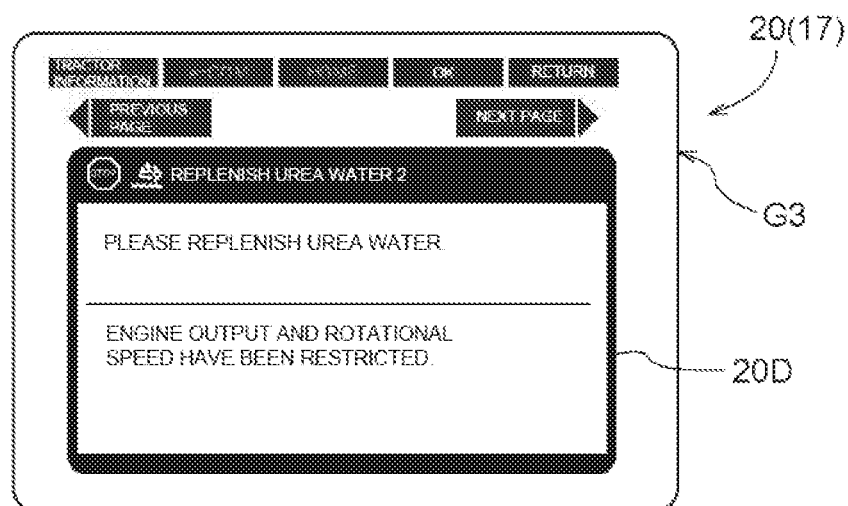 20(17)
TRACTOR
INFORMATION
OK
RETURN
PREVIOUS
PAGE
NEXT PAGE
REPLENISH UREA WATER 2
G3
PLEASE REPLENISH UREA WATER.
ENGINE OUTPUT AND ROTATIONAL
SPEED HAVE BEEN RESTRICTED.
20D